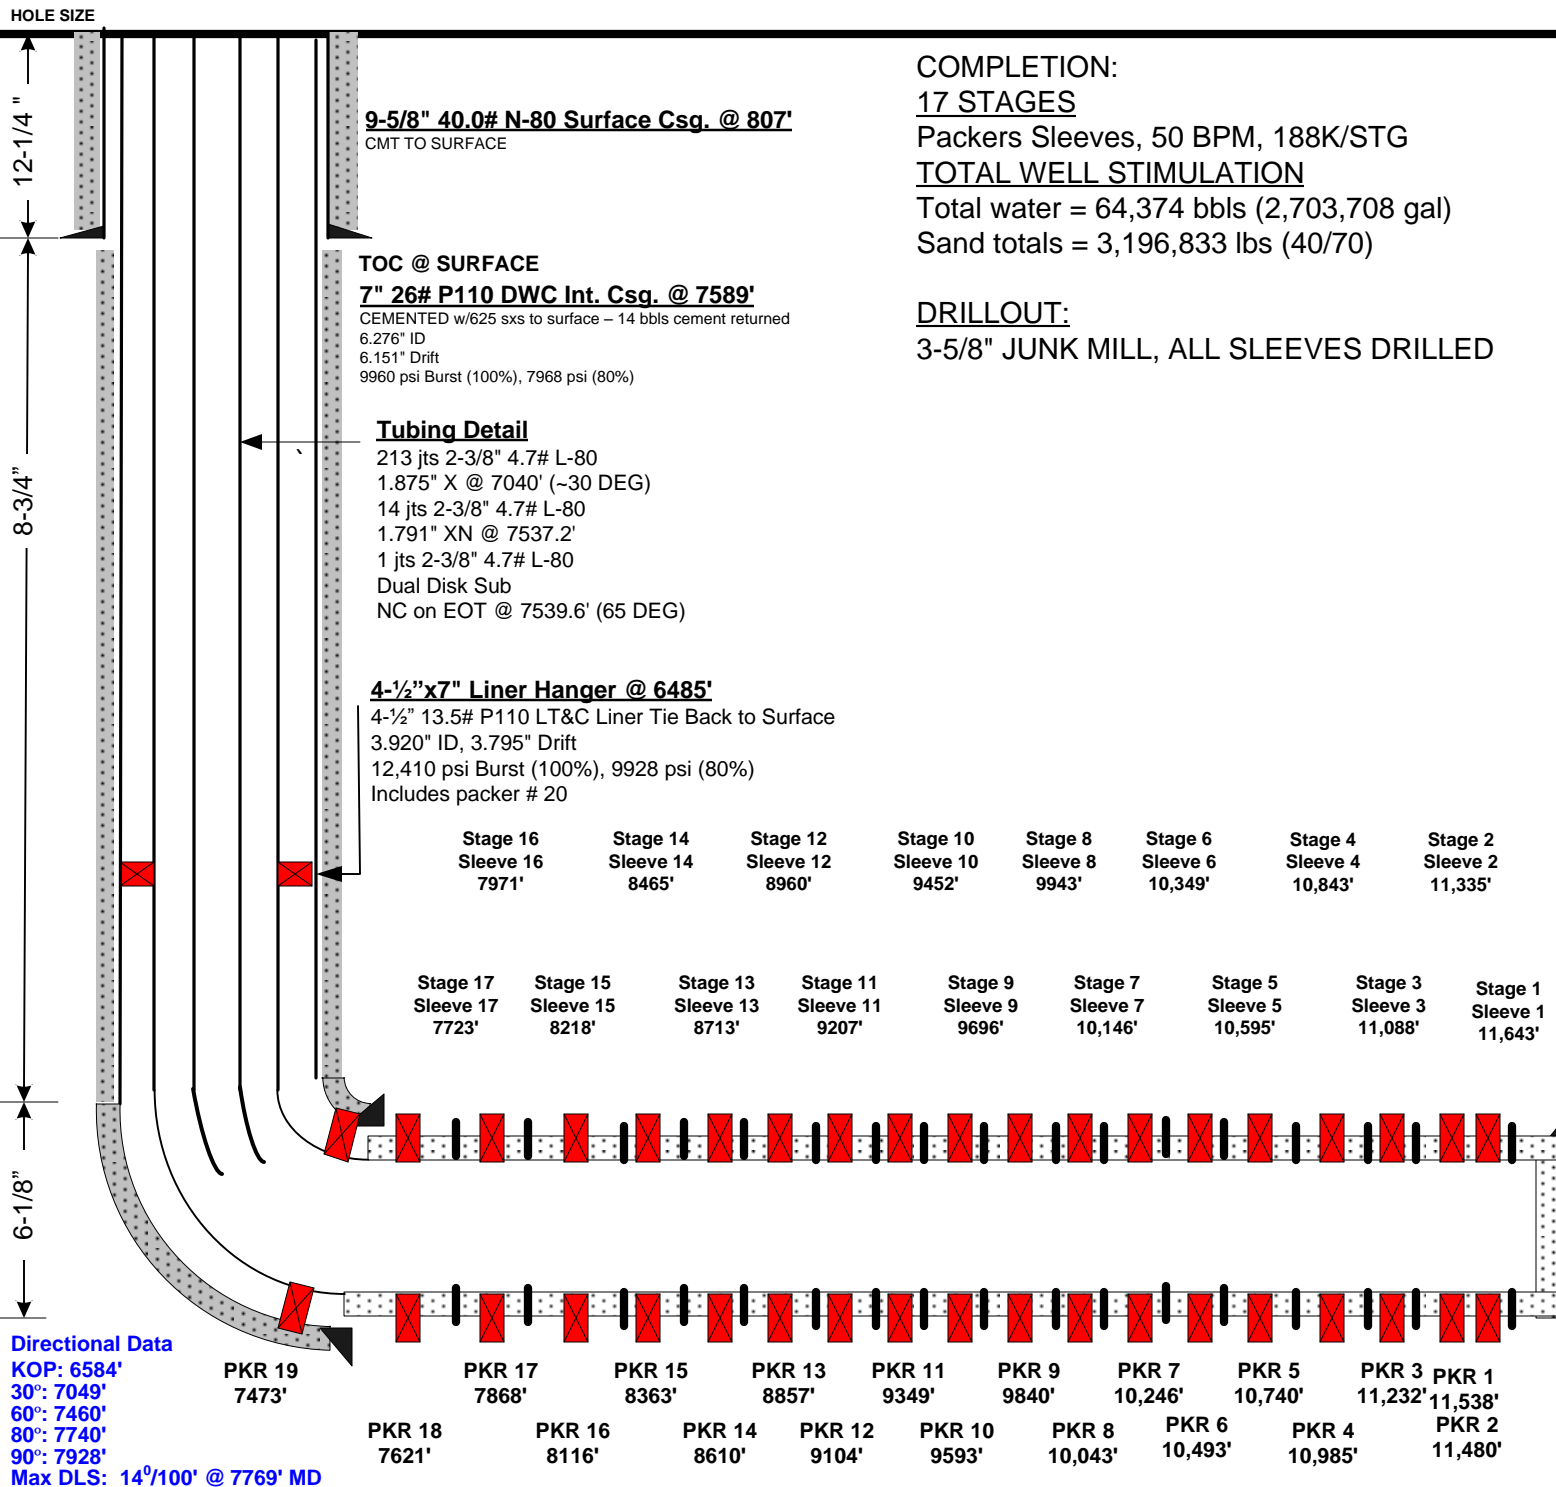 HOLE SIZE
12-1/4 "
8-3/4”
6-1/8”
9-5/8" 40.0# N-80 Surface Csg. @ 807'
CMT TO SURFACE
COMPLETION:
17 STAGES
Packers Sleeves, 50 BPM, 188K/STG
TOTAL WELL STIMULATION
Total water = 64,374 bbls (2,703,708 gal)
Sand totals = 3,196,833 lbs (40/70)
DRILLOUT:
3-5/8" JUNK MILL, ALL SLEEVES DRILLED
TOC @ SURFACE
7" 26# P110 DWC Int. Csg. @ 7589'
CEMENTED w/625 sxs to surface – 14 bbls cement returned
6.276" ID
6.151" Drift
9960 psi Burst (100%), 7968 psi (80%)
Tubing Detail
213 jts 2-3/8" 4.7# L-80
1.875" X @ 7040' (~30 DEG)
14 jts 2-3/8" 4.7# L-80
1.791" XN @ 7537.2'
1 jts 2-3/8" 4.7# L-80
Dual Disk Sub
NC on EOT @ 7539.6' (65 DEG)
`
4-½”x7" Liner Hanger @ 6485'
4-½” 13.5# P110 LT&C Liner Tie Back to Surface
3.920" ID, 3.795" Drift
12,410 psi Burst (100%), 9928 psi (80%)
Includes packer # 20
Stage 16
Sleeve 16
7971'
Stage 14
Sleeve 14
8465'
Stage 12
Sleeve 12
8960'
Stage 10
Sleeve 10
9452'
Stage 8
Sleeve 8
9943'
Stage 6
Sleeve 6
10,349'
Stage 4
Sleeve 4
10,843'
Stage 2
Sleeve 2
11,335'
Stage 17
Sleeve 17
7723'
Stage 15
Sleeve 15
8218'
Stage 13
Sleeve 13
8713'
Stage 11
Sleeve 11
9207'
Stage 9
Sleeve 9
9696'
Stage 7
Sleeve 7
10,146'
Stage 5
Sleeve 5
10,595'
Stage 3
Sleeve 3
11,088'
Stage 1
Sleeve 1
11,643'
Directional Data
KOP: 6584'
30°: 7049'
60°: 7460'
80°: 7740'
90°: 7928'
Max DLS: 14⁰/100' @ 7769' MD
PKR 19
7473'
PKR 17
7868'
PKR 15
8363'
PKR 13
8857'
PKR 11
9349'
PKR 9
9840'
PKR 7
10,246'
PKR 5
10,740'
PKR 3
11,232'
PKR 1
11,538'
PKR 18
7621'
PKR 16
8116'
PKR 14
8610'
PKR 12
9104'
PKR 10
9593'
PKR 8
10,043'
PKR 6
10,493'
PKR 4
10,985'
PKR 2
11,480'